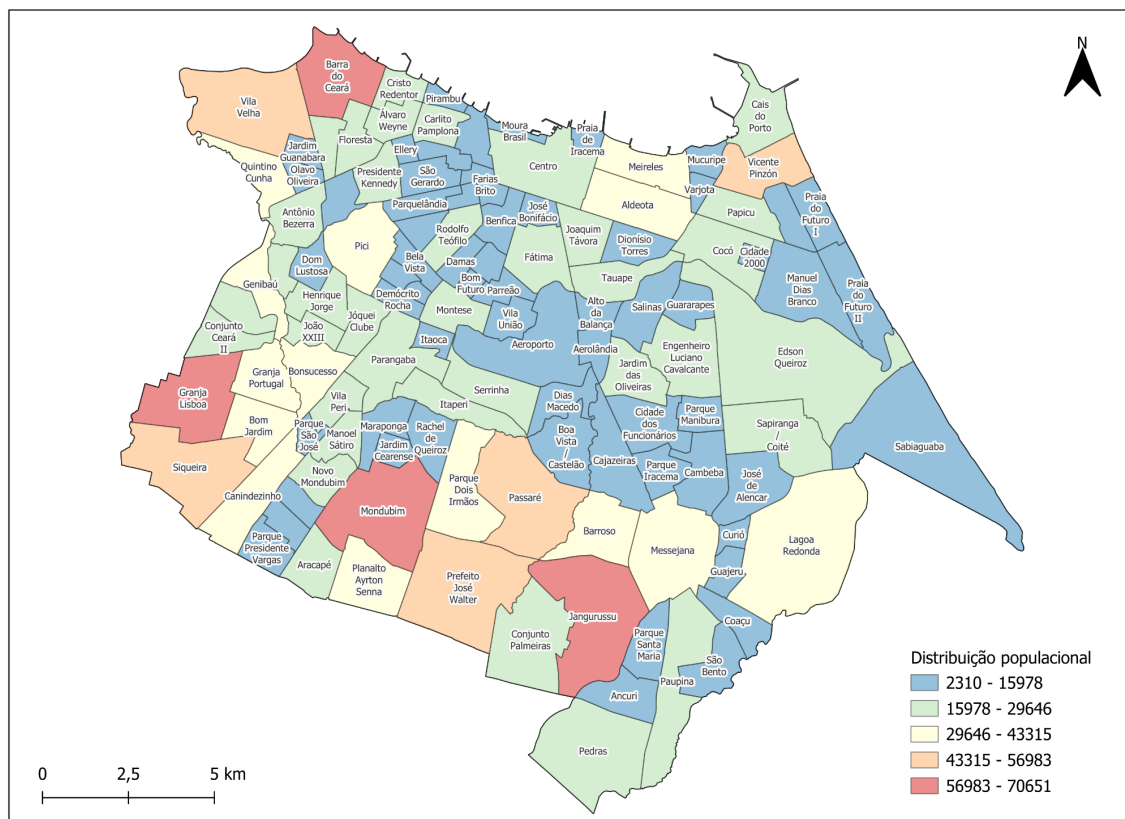 N
Barra
do
Ceará
Cristo
Redentor
Pirambu
Vila
Velha
Álvaro
Weyne
Carlito
Pamplona
Moura
Brasil
Praia
de
Iracema
Cais
do
Porto
Floresta
Jardim
Guanabara
Ellery
Centro
Meireles
Mucuripe
Vicente
Pinzón
Quintino
Cunha
Olavo
Oliveira
Presidente
Kennedy
São
Gerardo
Farias
Brito
Varjota
Praia
do
Futuro
I
Antônio
Bezerra
Parquelândia
Benfica
José
Bonifácio
Aldeota
Papicu
Pici
Rodolfo
Teófilo
Joaquim
Távora
Dionísio
Torres
Cocó
Cidade
2000
Dom
Lustosa
Bela
Vista
Damas
Fátima
Manuel
Dias
Branco
Praia
do
Futuro
II
Genibaú
Henrique
Jorge
Demócrito
Rocha
Bom
Futuro
Parreão
Tauape
Alto
da
Balança
Salinas
Guararapes
Conjunto
Ceará
II
João
XXIII
Jóquei
Clube
Montese
Vila
União
Itaoca
Aeroporto
Aerolândia
Engenheiro
Luciano
Cavalcante
Edson
Queiroz
Granja
Portugal
Bonsucesso
Parangaba
Jardim
das
Oliveiras
Granja
Lisboa
Vila
Peri
Itaperi
Serrinha
Dias
Macedo
Cidade
dos
Funcionários
Parque
Manibura
Sapiranga
/
Coité
Sabiaguaba
Bom
Jardim
Parque
São
José
Manoel
Sátiro
Maraponga
Jardim
Cearense
Rachel
de
Queiroz
Boa
Vista
/
Castelão
Siqueira
Novo
Mondubim
Parque
Dois
Irmãos
Passaré
Cajazeiras
Parque
Iracema
Cambeba
José
de
Alencar
Canindezinho
Mondubim
Barroso
Messejana
Curió
Lagoa
Redonda
Parque
Presidente
Vargas
Aracapé
Planalto
Ayrton
Senna
Prefeito
José
Walter
Guajeru
Conjunto
Palmeiras
Jangurussu
Parque
Santa
Maria
Coaçu
São
Bento
Paupina
Ancuri
Pedras
Distribuição populacional
2310 - 15978
15978 - 29646
29646 - 43315
43315 - 56983
56983 - 70651
0 2,5 5 km